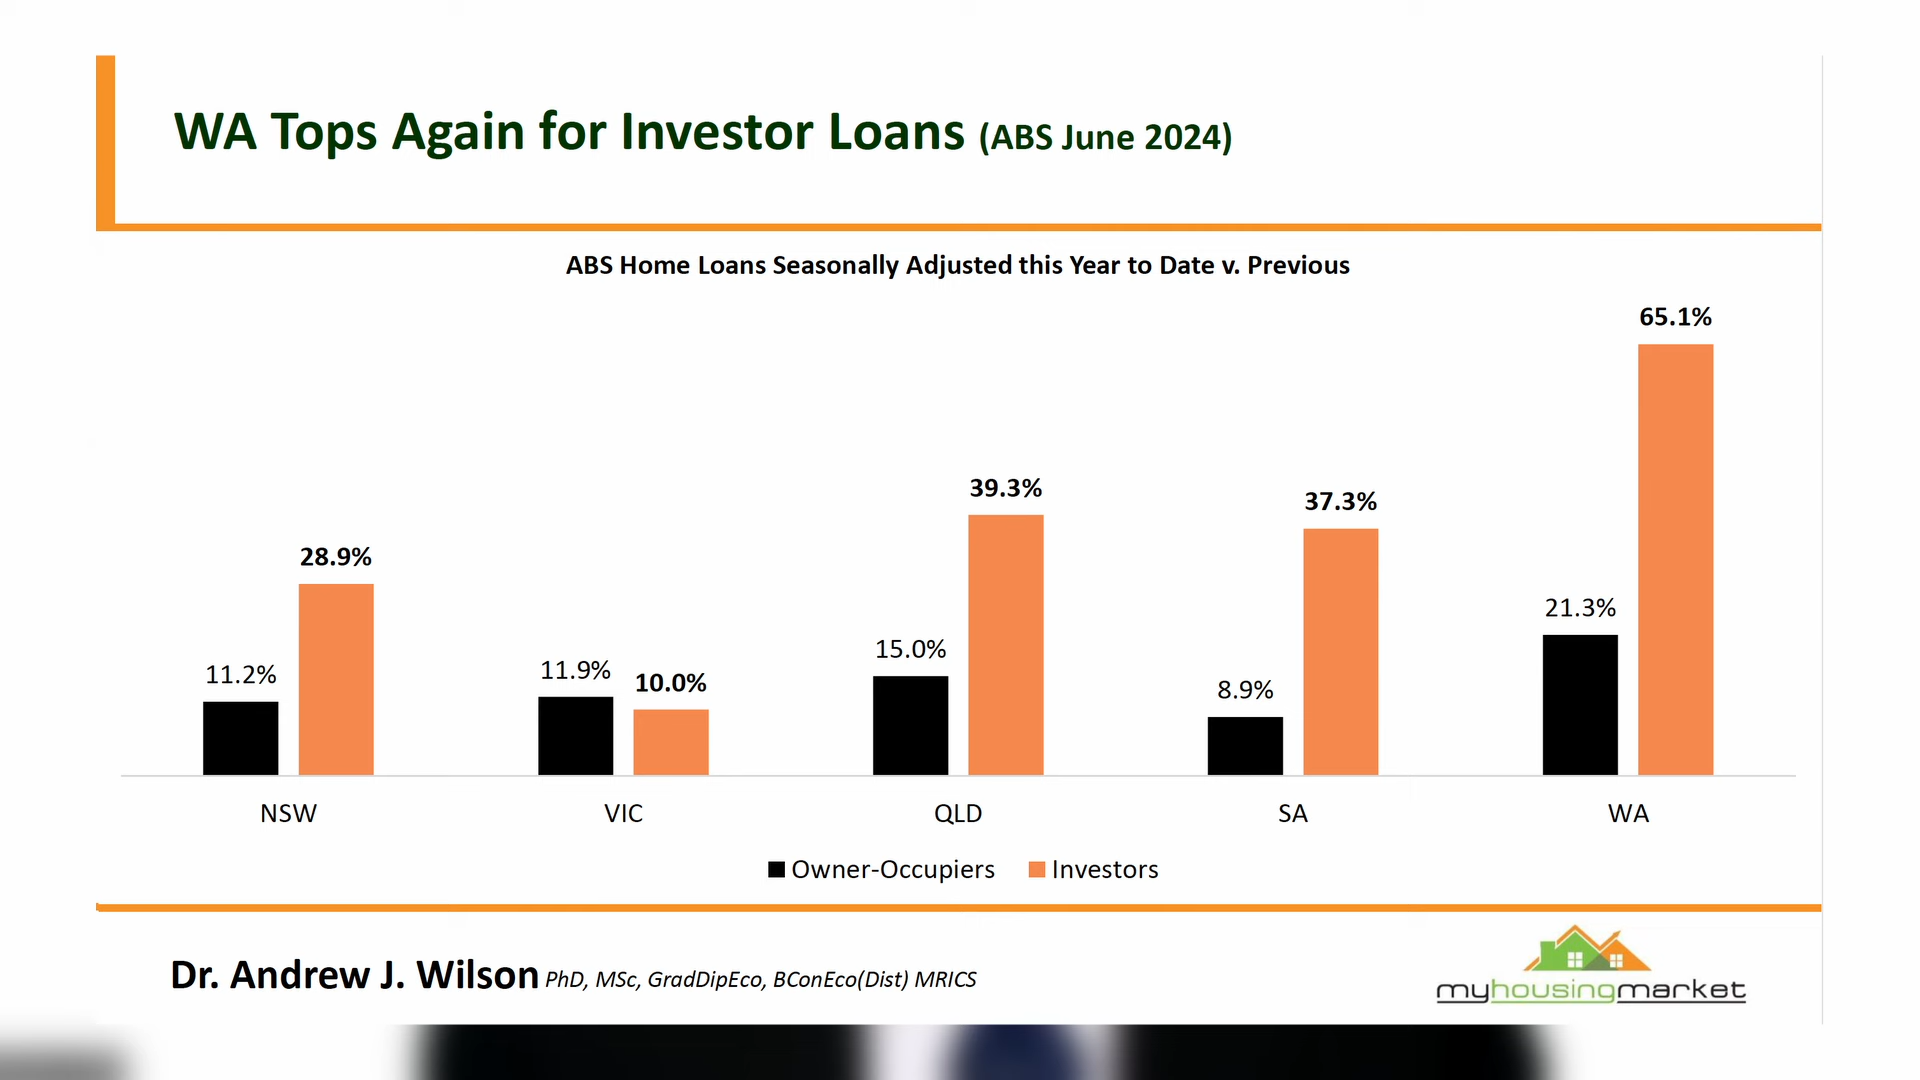 WA Tops Again for Investor Loans (ABS June 2024)
ABS Home Loans Seasonally Adjusted this Year to Date v. Previous
11.2%
28.9%
11.9%
10.0%
15.0%
39.3%
8.9%
37.3%
21.3%
65.1%
NSW
VIC
QLD
SA
WA
Owner-Occupiers
Investors
Dr. Andrew J. Wilson PhD, MSc, GradDipEco, BConEco(Dist) MRICS
myhousingmarket